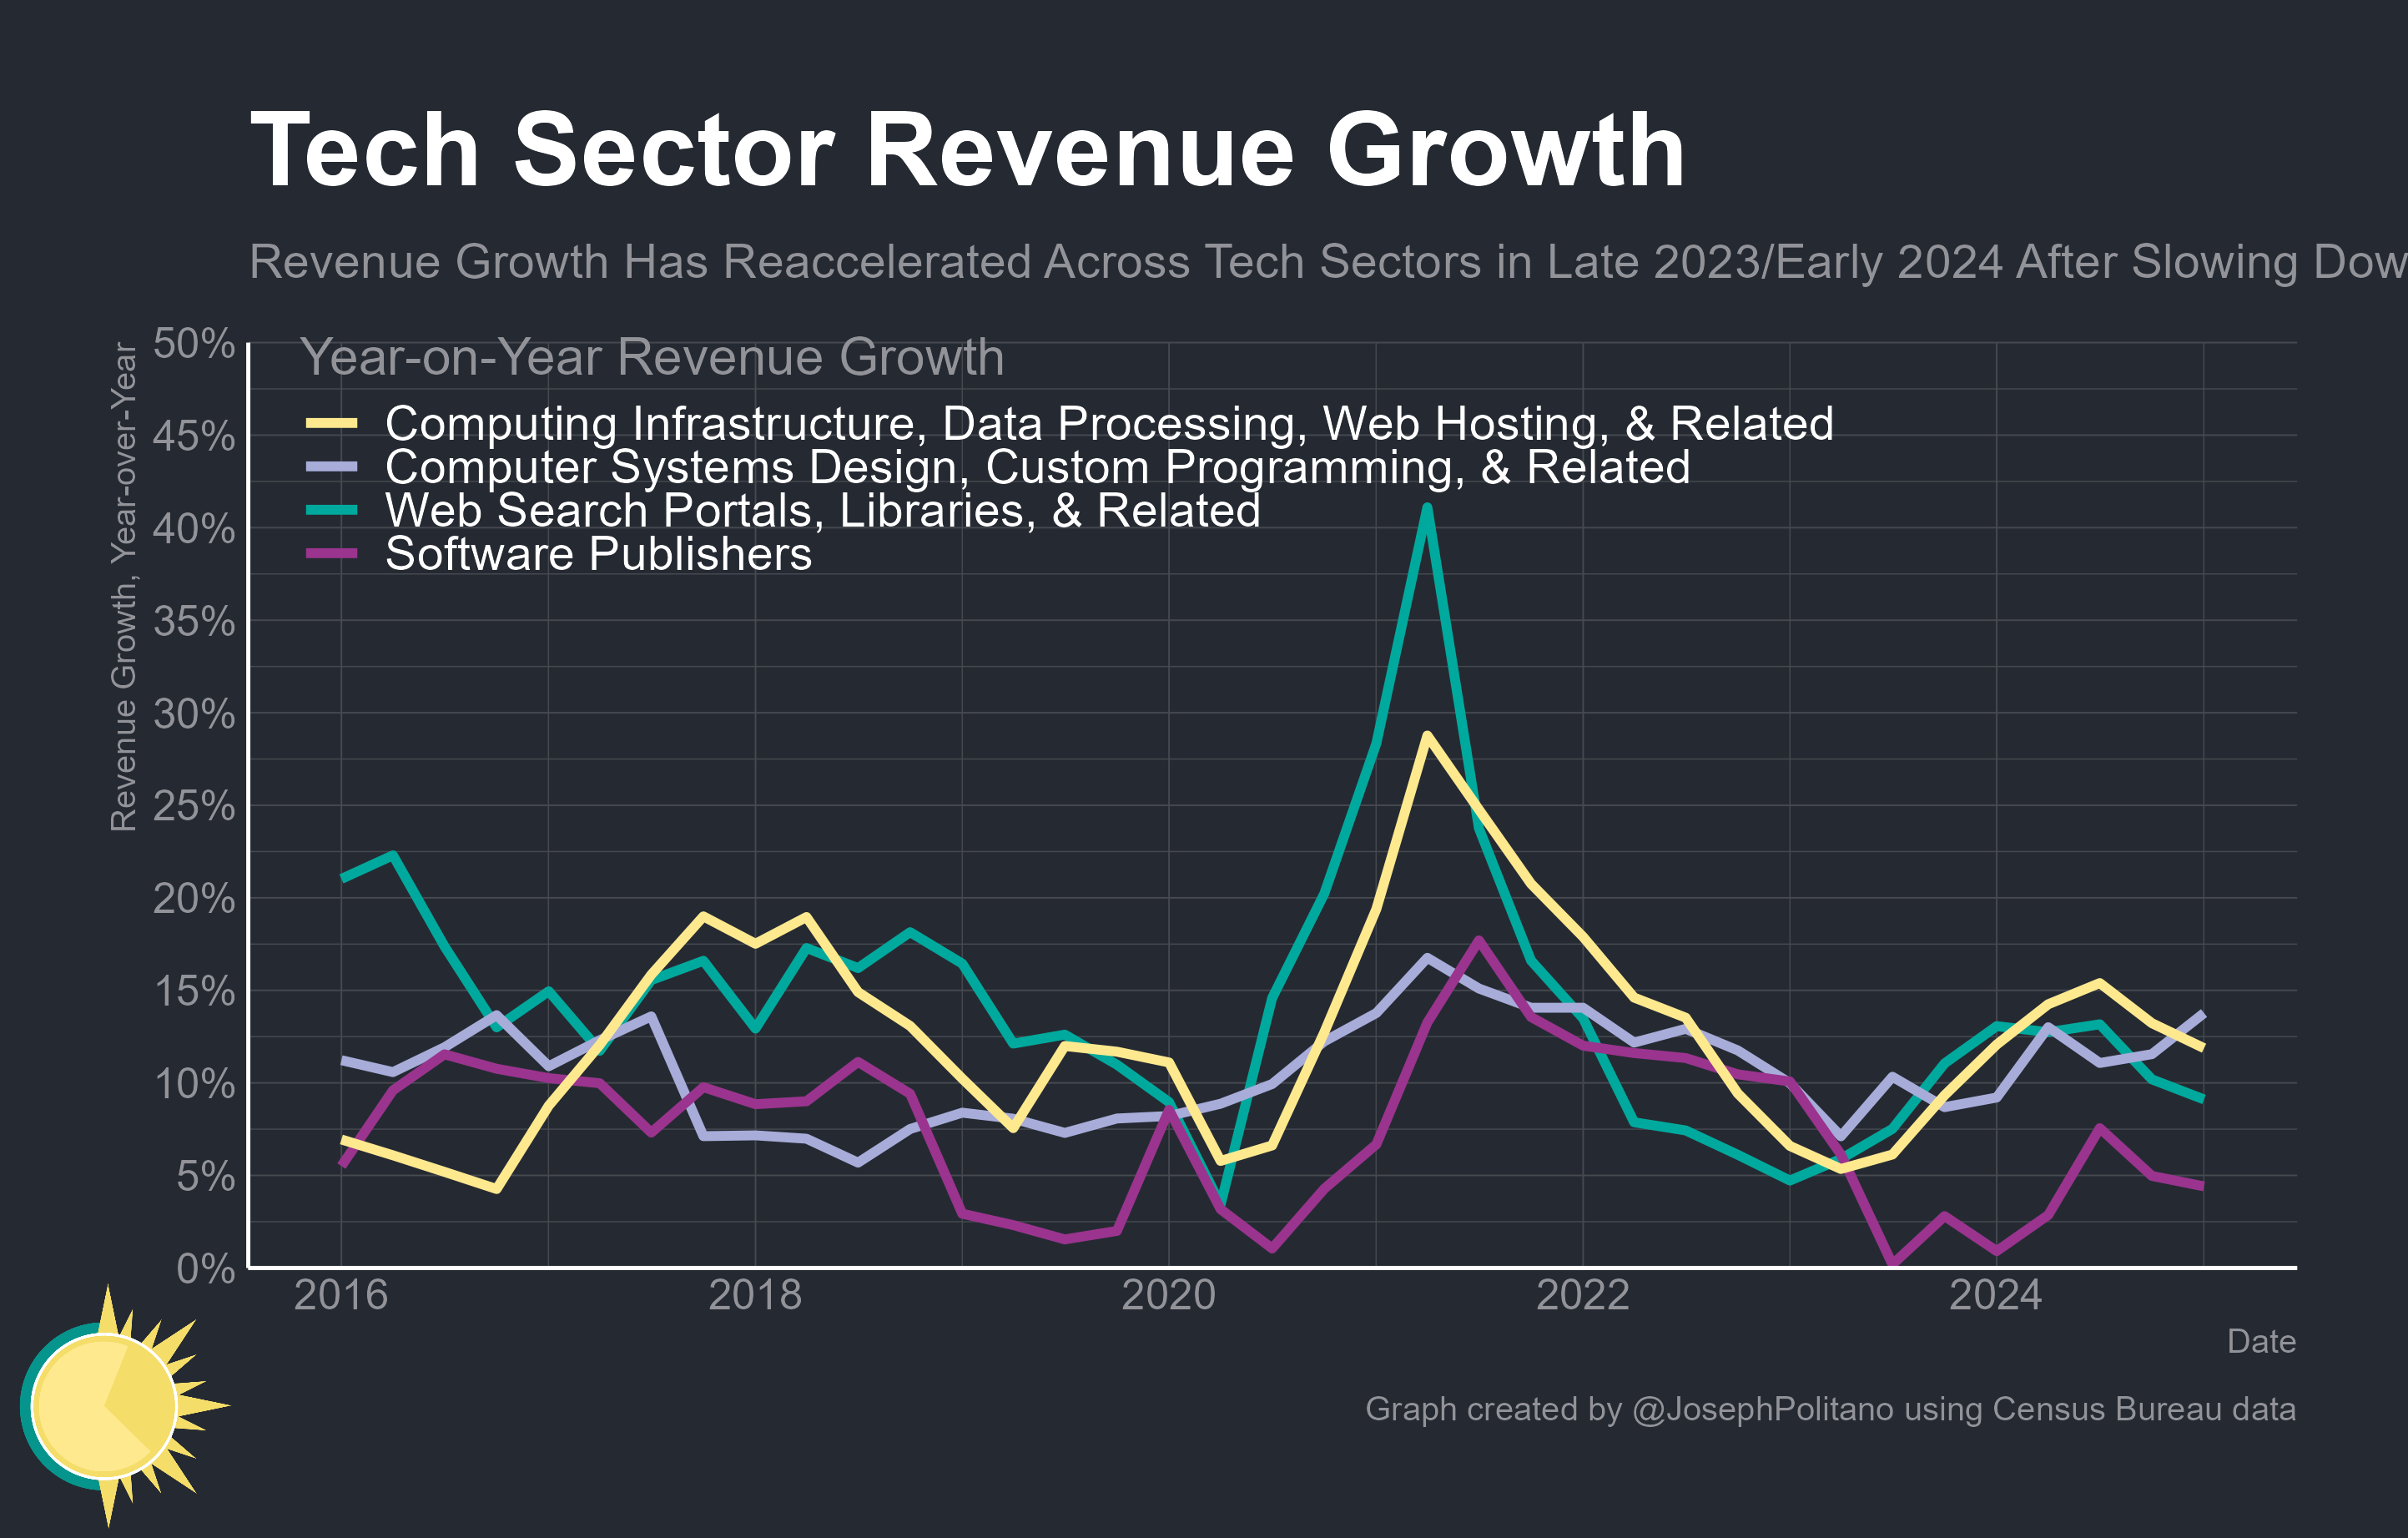 Tech Sector Revenue Growth
Revenue Growth Has Reaccelerated Across Tech Sectors in Late 2023/Early 2024 After Slowing Dow
Year-on-Year Revenue Growth
Computing Infrastructure, Data Processing, Web Hosting, & Related
Computer Systems Design, Custom Programming, & Related
Web Search Portals, Libraries, & Related
Software Publishers
Revenue Growth, Year-over-Year
50%
45%
40%
35%
30%
25%
20%
15%
10%
5%
0%
2016 2018 2020 2022 2024
Date
Graph created by @JosephPolitano using Census Bureau data